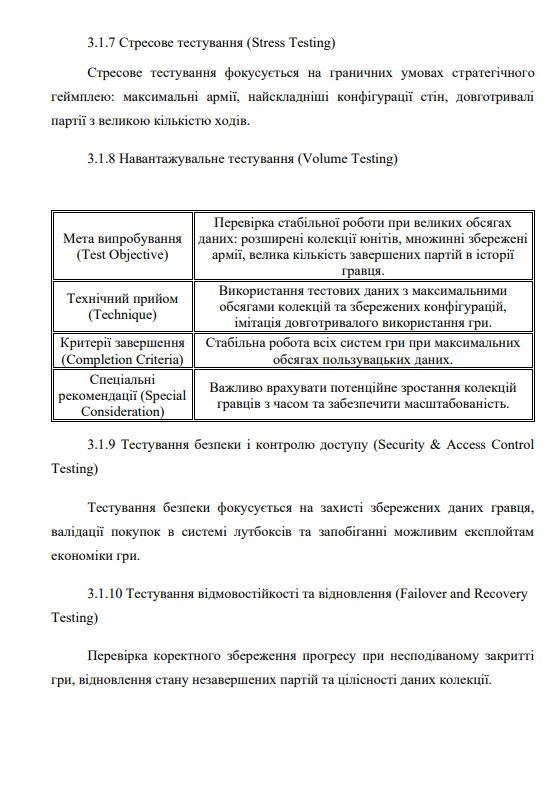 3.1.7 Стресове тестування (Stress Testing)
Стресове тестування фокусується на граничних умовах стратегічного
геймплею: максимальні армії, найскладніші конфігурації стін, довготривалі
партії з великою кількістю ходів.
3.1.8 Навантажувальне тестування (Volume Testing)
Мета випробування
(Test Objective)
Перевірка стабільної роботи при великих обсягах
даних: розширені колекції юнітів, множинні збережені
армії, велика кількість завершених партій в історії
гравця.
Технічний прийом
(Technique)
Використання тестових даних з максимальними
обсягами колекцій та збережених конфігурацій,
імітація довготривалого використання гри.
Критерії завершення
(Completion Criteria)
Стабільна робота всіх систем гри при максимальних
обсягах пользувацьких даних.
Спеціальні
рекомендації (Special
Consideration)
Важливо врахувати потенційне зростання колекцій
гравців з часом та забезпечити масштабованість.
3.1.9 Тестування безпеки і контролю доступу (Security & Access Control
Testing)
Тестування безпеки фокусується на захисті збережених даних гравця,
валідації покупок в системі лутбоксів та запобіганні можливим експлойтам
економіки гри.
3.1.10 Тестування відмовостійкості та відновлення (Failover and Recovery
Testing)
Перевірка коректного збереження прогресу при несподіваному закритті
гри, відновлення стану незавершених партій та цілісності даних колекції.